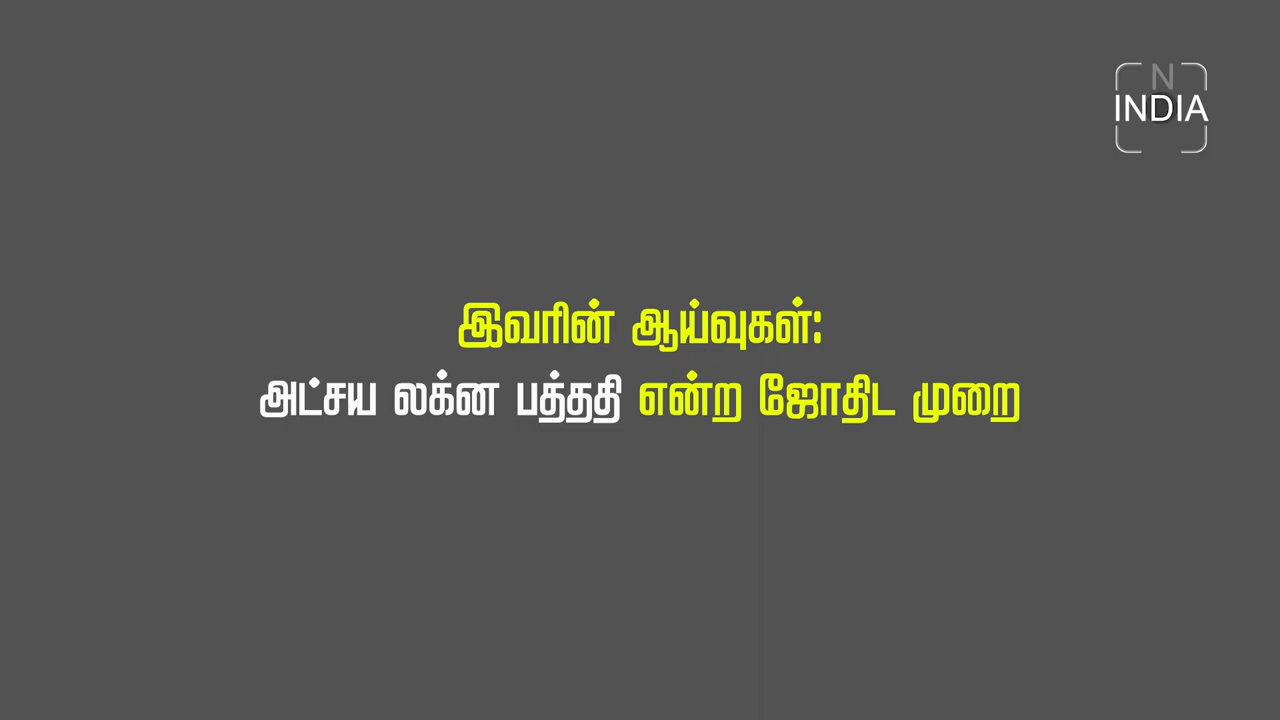 N
INDIA
இவரின் ஆய்வுகள்:
அட்சய லக்ன பத்ததி என்ற ஜோதிட முறை